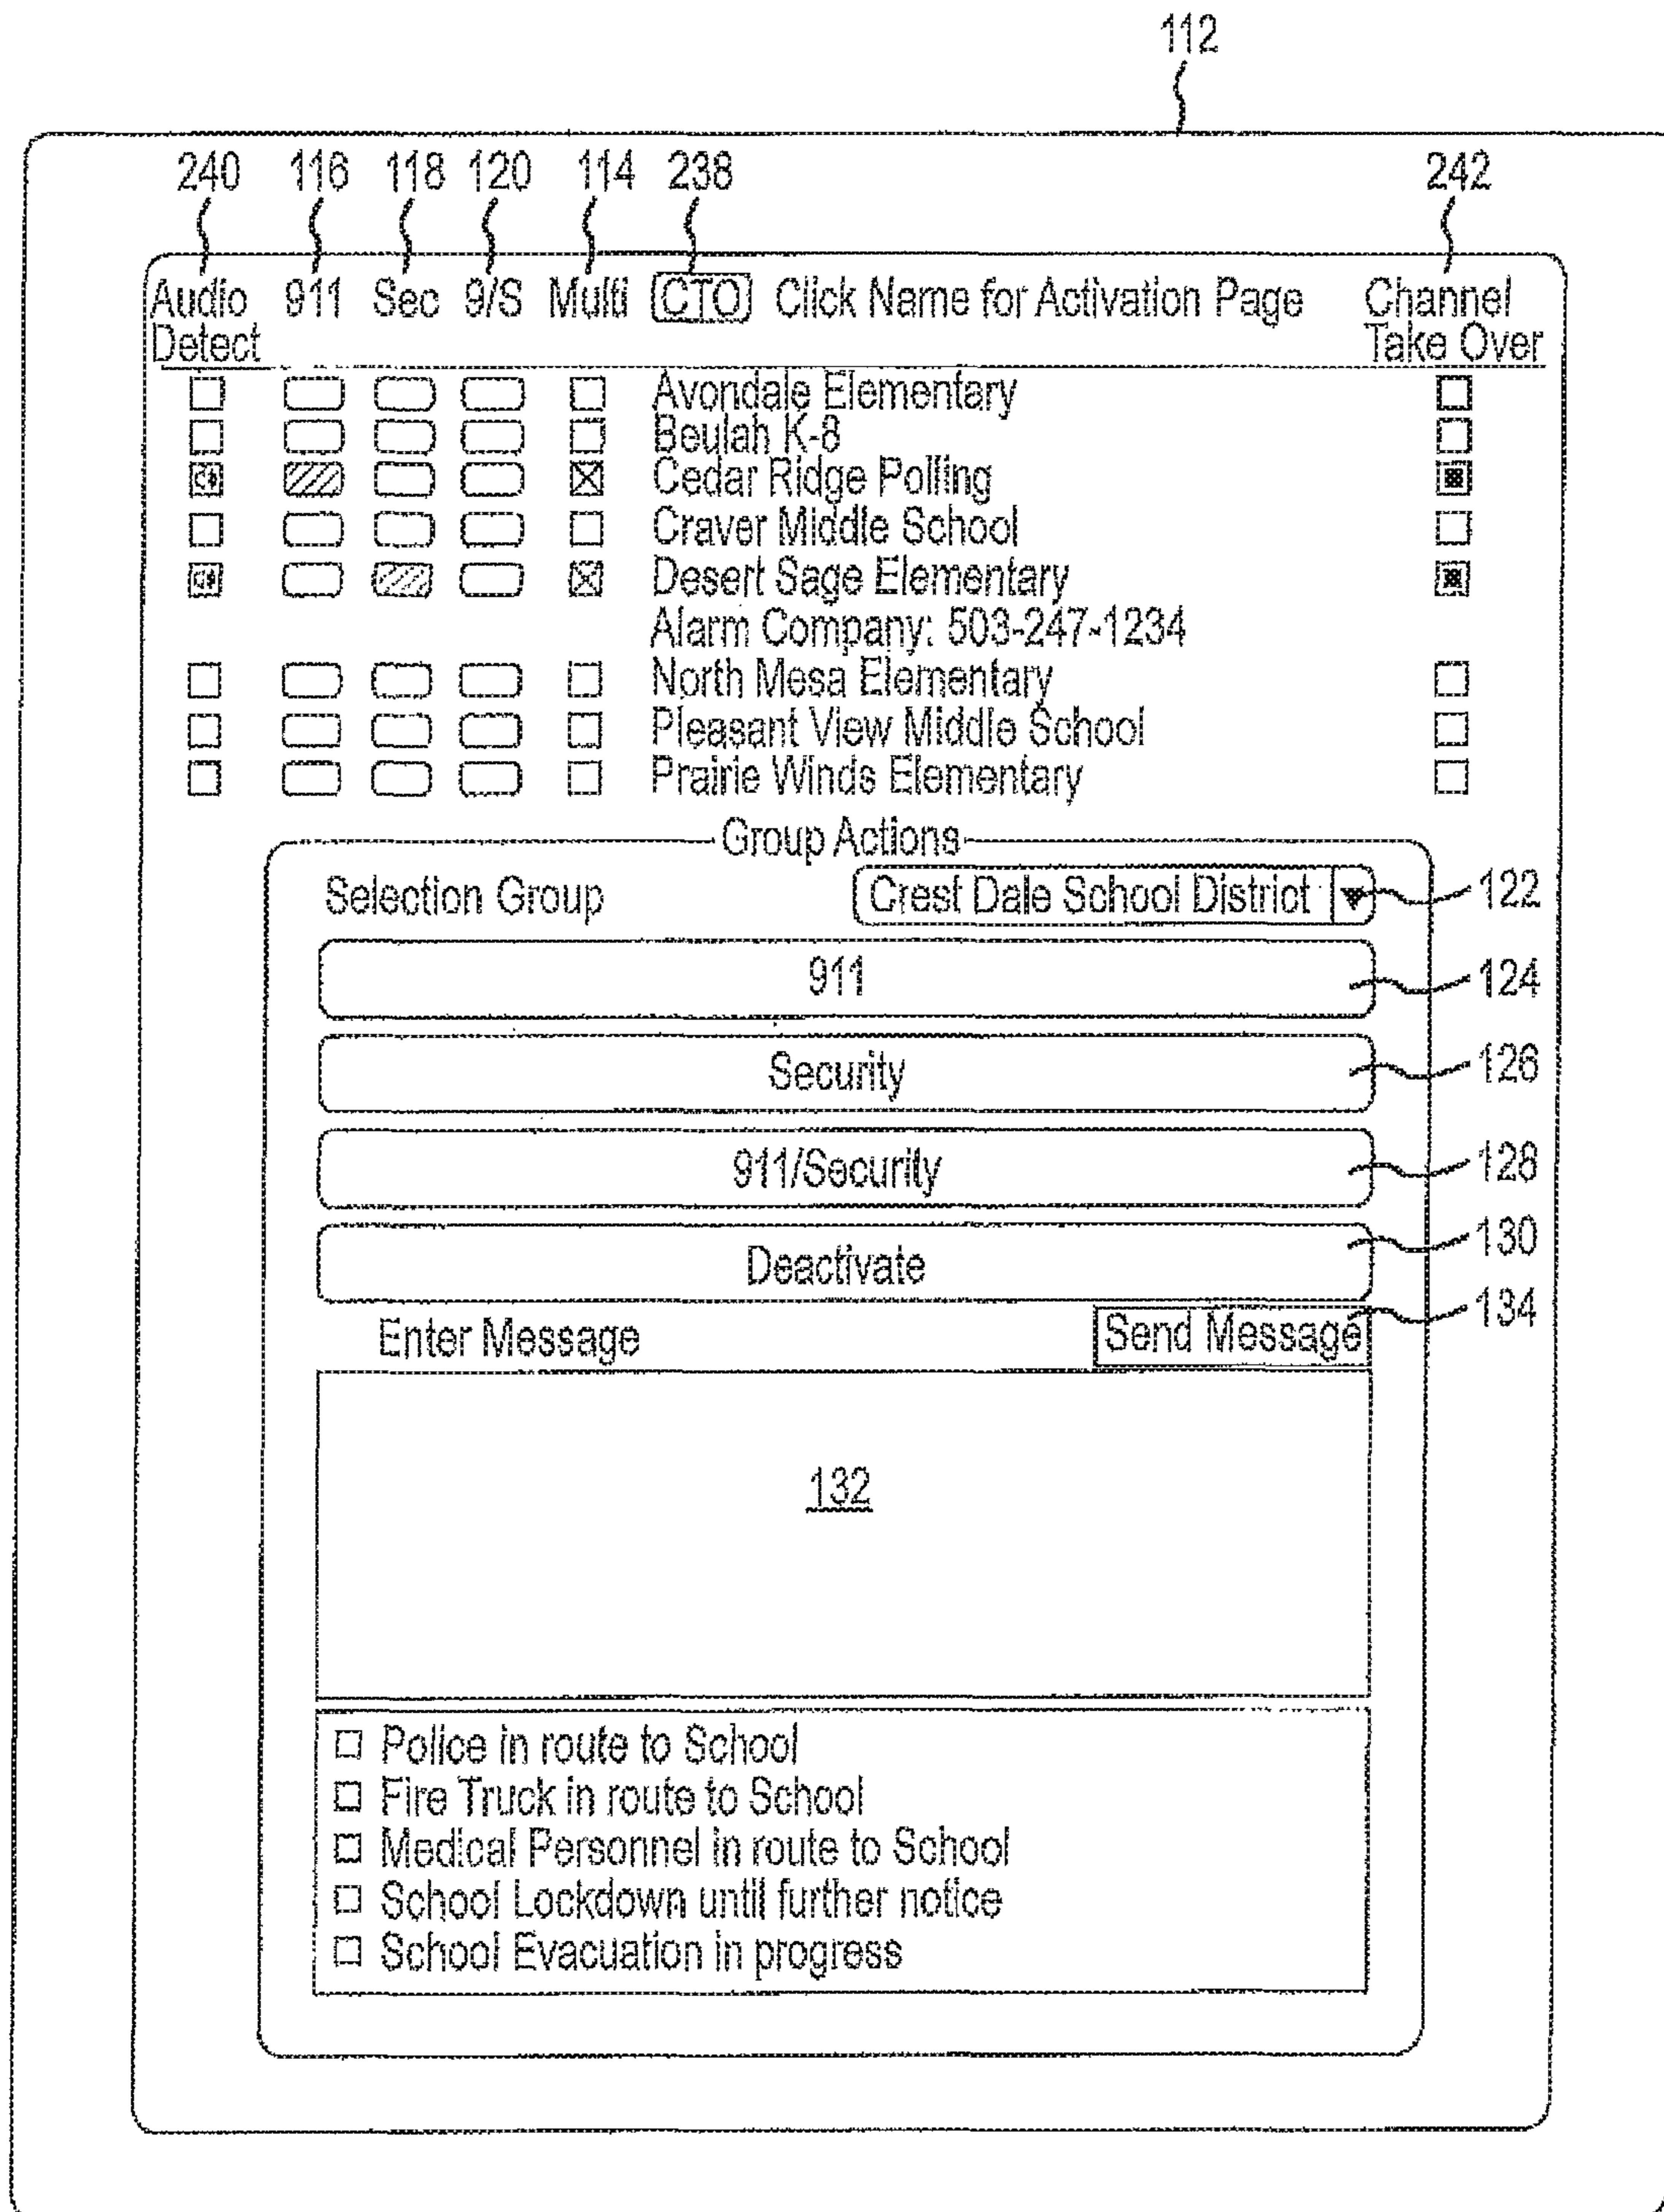 112
240 116 118 120 114 238 242
Audio Detect 911 Sec 9/S Multi CTO Click Name for Activation Page Channel Take Over
Avondale Elementary
Beulah K-8
Cedar Ridge Polling
Craver Middle School
Desert Sage Elementary
Alarm Company: 503-247-1234
North Mesa Elementary
Pleasant View Middle School
Prairie Winds Elementary
Group Actions
Selection Group Crest Dale School District 122
911 124
Security 126
911/Security 128
Deactivate 130
134
Enter Message Send Message
132
Police in route to School
Fire Truck in route to School
Medical Personnel in route to School
School Lockdown until further notice
School Evacuation in progress